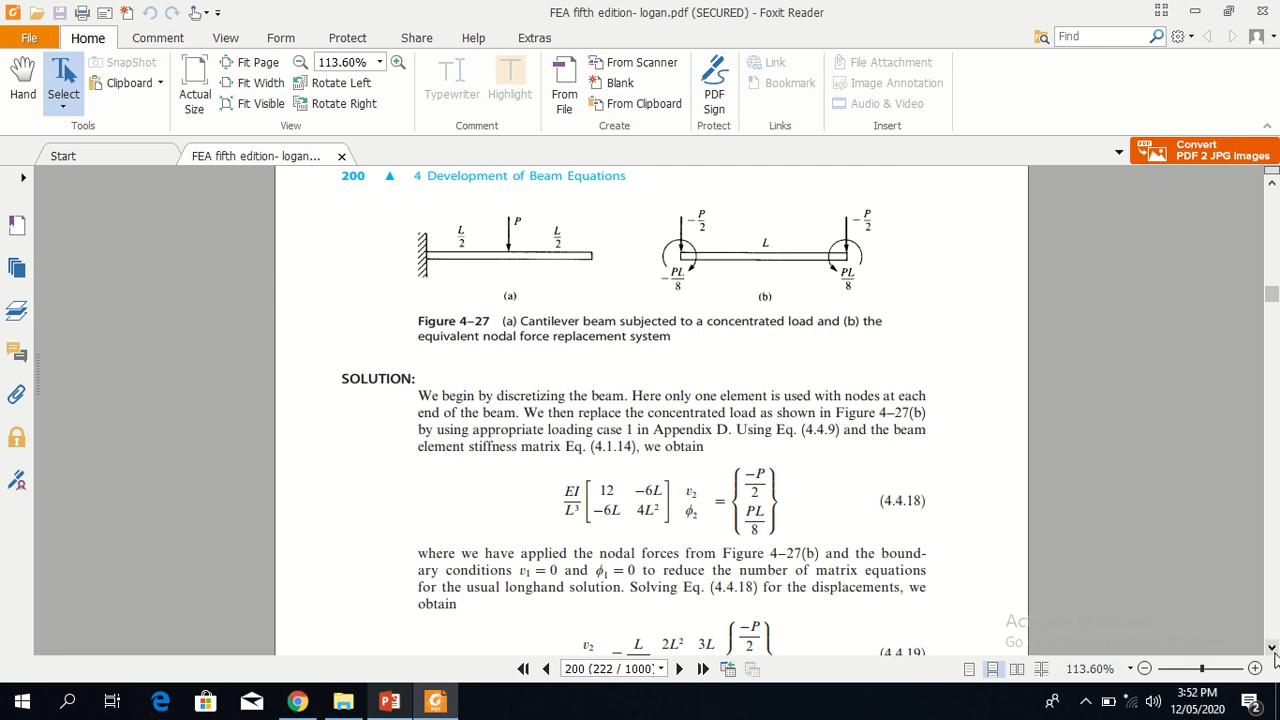 FEA fifth edition- logan.pdf (SECURED) - Foxit Reader
File Home Comment View Form Protect Share Help Extras
Find
Hand
Select
SnapShot
Clipboard
Tools
Actual
Size
Fit Page
Fit Width
Fit Visible
113.60%
Rotate Left
Rotate Right
View
Typewriter
Highlight
Comment
From
File
From Scanner
Blank
From Clipboard
Create
PDF
Sign
Protect
Link
Bookmark
Links
File Attachment
Image Annotation
Audio & Video
Insert
Start
FEA fifth edition- logan...
Convert
PDF 2 JPG Images
200 ▲ 4 Development of Beam Equations
L/2
P
L/2
(a)
−P/2
L
−P/2
−PL/8
PL/8
(b)
Figure 4–27 (a) Cantilever beam subjected to a concentrated load and (b) the
equivalent nodal force replacement system
SOLUTION:
We begin by discretizing the beam. Here only one element is used with nodes at each
end of the beam. We then replace the concentrated load as shown in Figure 4–27(b)
by using appropriate loading case 1 in Appendix D. Using Eq. (4.4.9) and the beam
element stiffness matrix Eq. (4.1.14), we obtain
EI/L³ [12 −6L; −6L 4L²] v₂ ϕ₂ = {−P/2; PL/8} (4.4.18)
where we have applied the nodal forces from Figure 4–27(b) and the bound-
ary conditions v₁ = 0 and ϕ₁ = 0 to reduce the number of matrix equations
for the usual longhand solution. Solving Eq. (4.4.18) for the displacements, we
obtain
v₂ = L 2L² 3L {−P/2 (4.4.19)
200 (222 / 1000)
113.60%
3:52 PM
12/05/2020
2